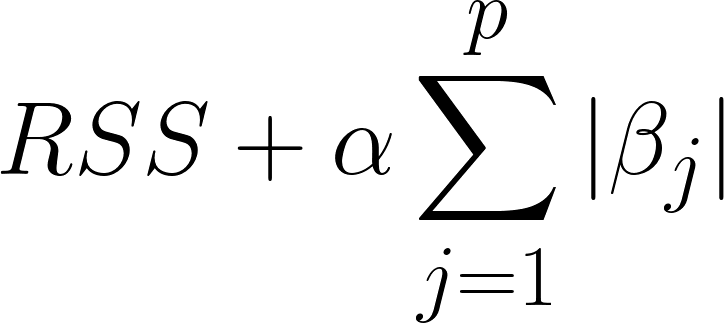 RSS + α ∑_{j=1}^{p} |β_j|